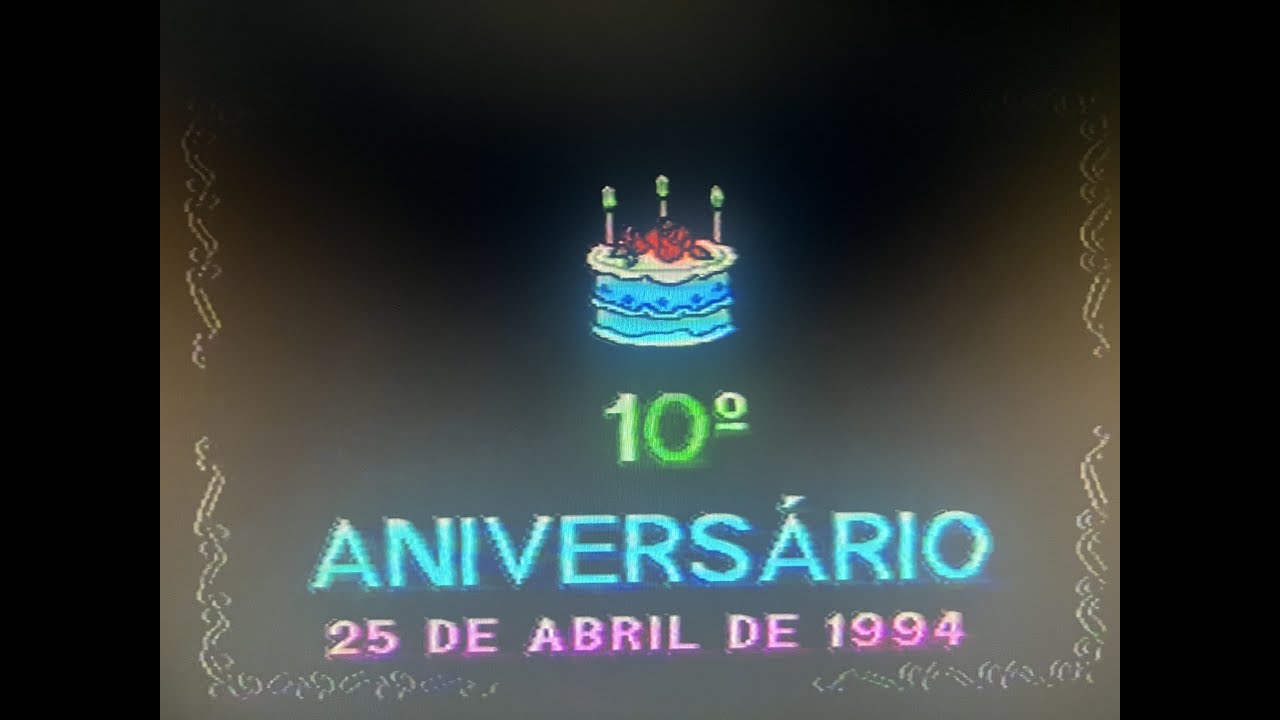 10º
ANIVERSÁRIO
25 DE ABRIL DE 1994